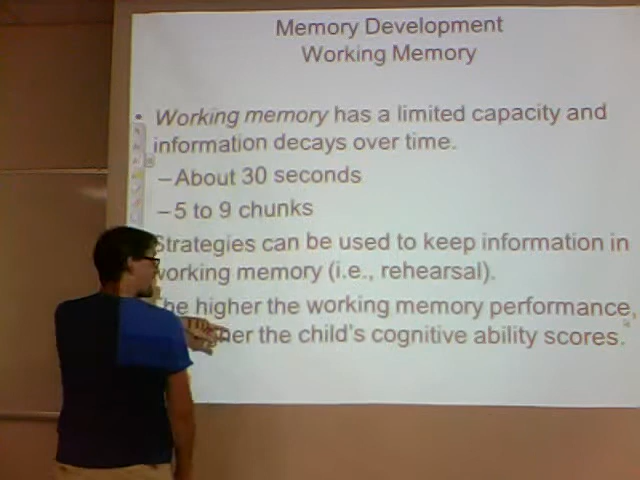 Memory Development
Working Memory
• Working memory has a limited capacity and
information decays over time.
–About 30 seconds
–5 to 9 chunks
Strategies can be used to keep information in
working memory (i.e., rehearsal).
The higher the working memory performance,
the child's cognitive ability scores.